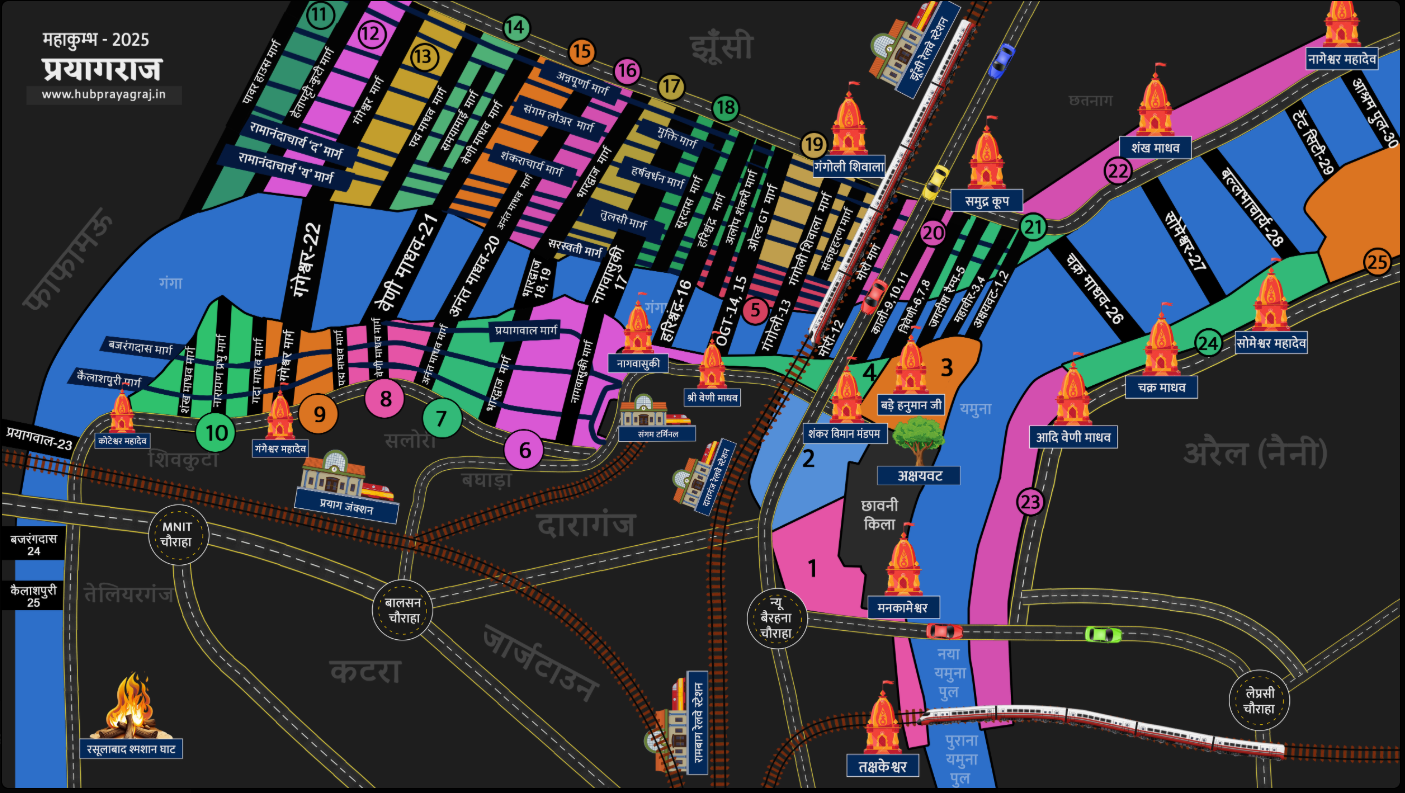 महाकुम्भ - 2025
प्रयागराज
www.hubprayagraj.in
11
12
13
14
15
16
17
18
19
20
21
22
23
24
25
झूँसी
झूँसी रेलवे स्टेशन
छतनाग
नागेश्वर महादेव
शंख माधव
गंगोली शिवाला
समुद्र कूप
पावर हाउस मार्ग
हेतापट्टी-कुटी मार्ग
गंगेश्वर मार्ग
पद्म माधव मार्ग
समयामाई मार्ग
वेणी माधव मार्ग
अन्नपूर्णा मार्ग
संगम लोअर मार्ग
शंकराचार्य मार्ग
अनंत माधव मार्ग
भारद्वाज मार्ग
मुक्ति मार्ग
हर्षवर्धन मार्ग
तुलसी मार्ग
सरस्वती मार्ग
सूरदास मार्ग
हरिश्चंद्र मार्ग
अलोप शंकरी मार्ग
ओल्ड GT मार्ग
गंगोली शिवाला मार्ग
संकष्टहरण मार्ग
मोरी मार्ग
रामानंदाचार्य 'द' मार्ग
रामानंदाचार्य 'य' मार्ग
फाफामऊ
गंगा
गंगा
गंगेश्वर-22
वेणी माधव-21
अनंत माधव-20
भारद्वाज
18,19
नागवासुकी
17
हरिश्चंद्र-16
OGT-14, 15
गंगोली-13
मोरी-12
काली-9,10,11
त्रिवेणी-6,7,8
जगदीश रैम्प-5
महावीर-3,4
अक्षयवट-1,2
चक्र माधव-26
सोमेश्वर-27
बल्लभाचार्य-28
टेंट सिटी-29
आश्रम पुल-30
बजरंगदास मार्ग
कैलाशपुरी मार्ग
शंख माधव मार्ग
नारायण प्रभु मार्ग
गदा माधव मार्ग
गंगेश्वर मार्ग
पद्म माधव मार्ग
वेणी माधव मार्ग
अनंत माधव मार्ग
भारद्वाज मार्ग
नागवासुकी मार्ग
प्रयागवाल मार्ग
10
9
8
7
6
5
4
3
2
1
कोटेश्वर महादेव
गंगेश्वर महादेव
नागवासुकी
श्री वेणी माधव
शंकर विमान मंडपम
बड़े हनुमान जी
अक्षयवट
यमुना
आदि वेणी माधव
चक्र माधव
सोमेश्वर महादेव
अरैल (नैनी)
छावनी
किला
मनकामेश्वर
प्रयागवाल-23
शिवकुटी
सलोरी
बघाड़ा
दारागंज
प्रयाग जंक्शन
संगम टर्मिनल
दारागंज रेलवे स्टेशन
MNIT
चौराहा
बालसन
चौराहा
न्यू
बैरहना
चौराहा
लेप्रसी
चौराहा
बजरंगदास
24
कैलाशपुरी
25
तेलियरगंज
कटरा
जार्जटाउन
रसूलाबाद श्मशान घाट
रामबाग रेलवे स्टेशन
तक्षकेश्वर
नया
यमुना
पुल
पुराना
यमुना
पुल